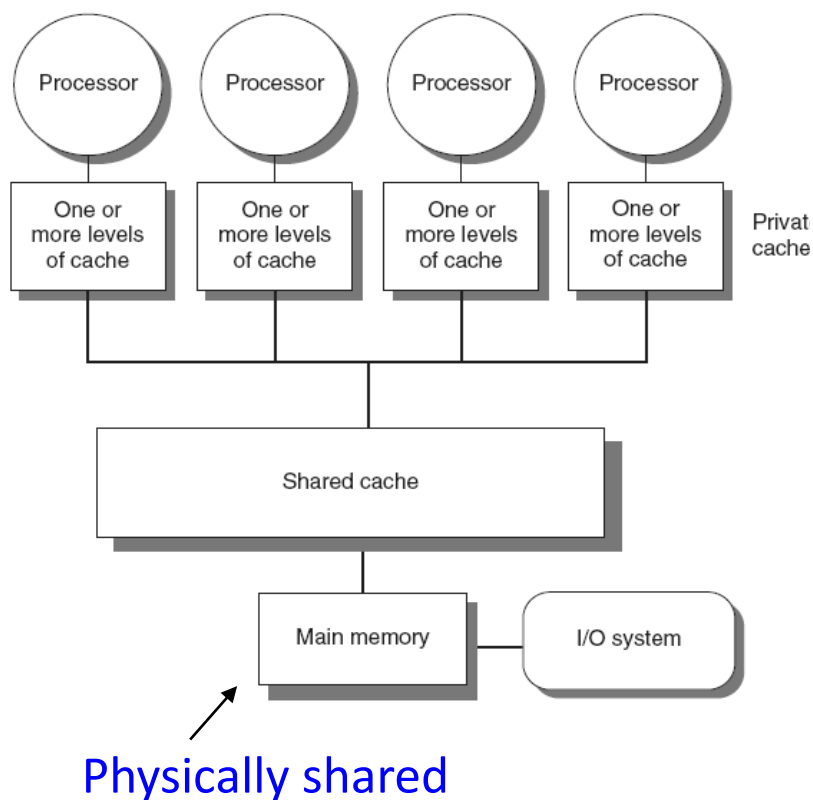 Processor
Processor
Processor
Processor
One or
more levels
of cache
One or
more levels
of cache
One or
more levels
of cache
One or
more levels
of cache
Privat
cache
Shared cache
Main memory
I/O system
Physically shared